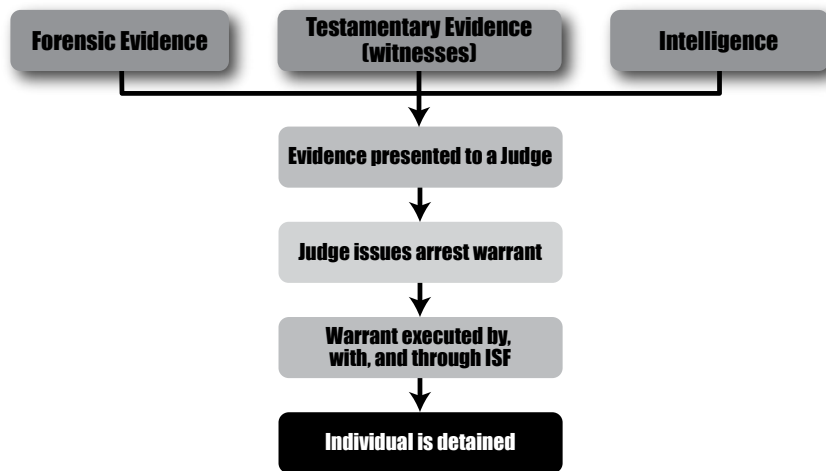 Forensic Evidence
Testamentary Evidence
(witnesses)
Intelligence
Evidence presented to a Judge
Judge issues arrest warrant
Warrant executed by,
with, and through ISF
Individual is detained